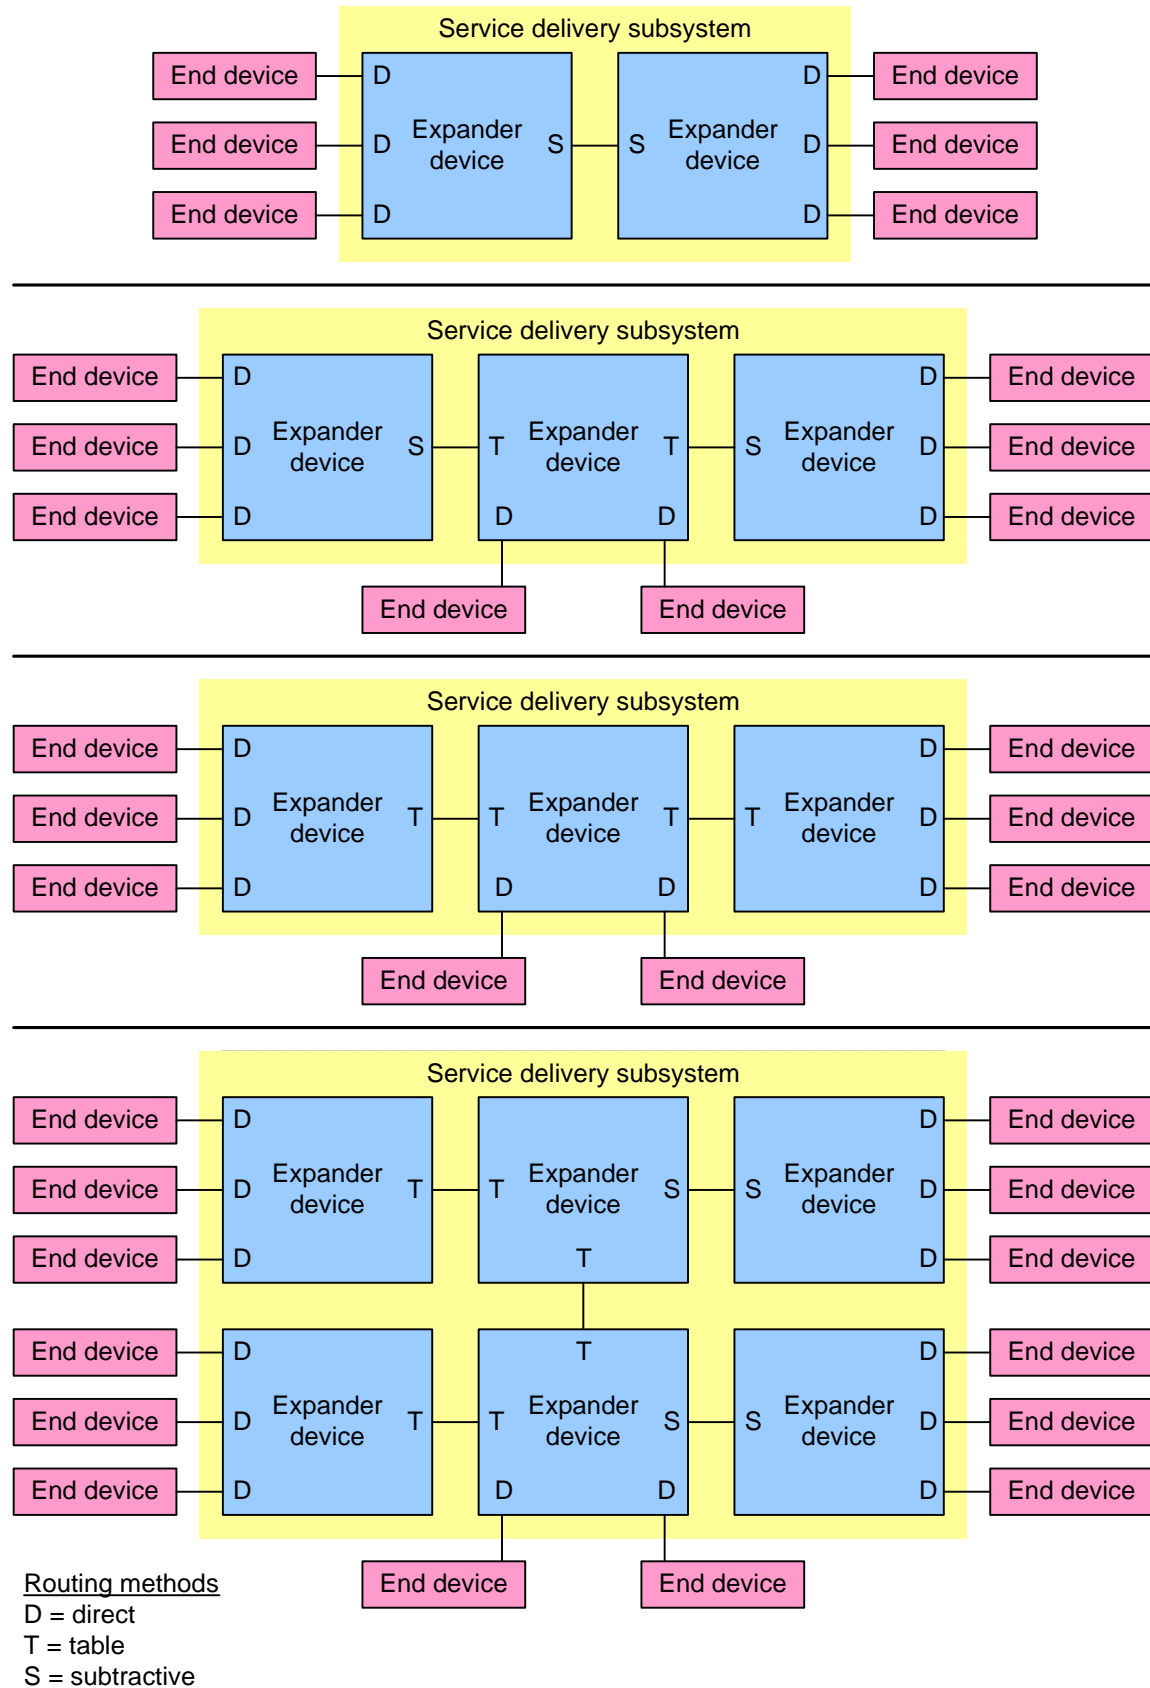 Service delivery subsystem
End device D D End device
Expander device S S Expander device
End device D D End device
End device D D End device
Service delivery subsystem
End device D D End device
Expander device S T Expander device T S Expander device
End device D D End device
End device D D D D End device
End device End device
Service delivery subsystem
End device D D End device
Expander device T T Expander device T T Expander device
End device D D End device
End device D D D D End device
End device End device
Service delivery subsystem
End device D D End device
Expander device T T Expander device S S Expander device
End device D D End device
End device D T D End device
End device D T D End device
Expander device T T Expander device S S Expander device
End device D D End device
End device D D D D End device
End device End device
Routing methods
D = direct
T = table
S = subtractive